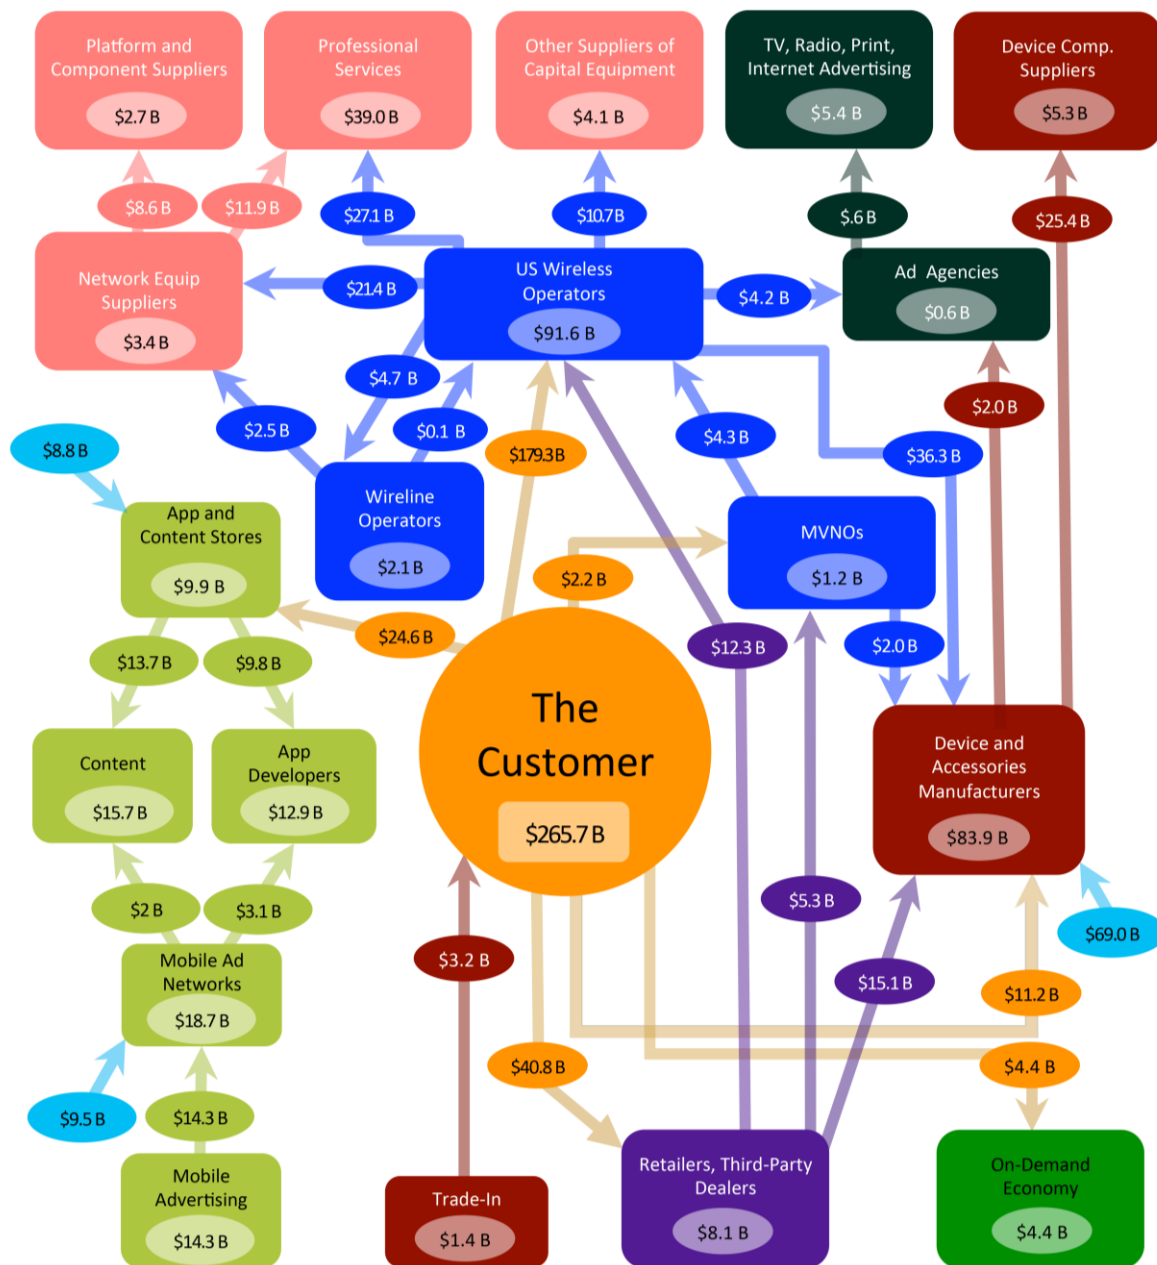 Platform and
Component Suppliers
$2.7 B
Professional
Services
$39.0 B
Other Suppliers of
Capital Equipment
$4.1 B
TV, Radio, Print,
Internet Advertising
$5.4 B
Device Comp.
Suppliers
$5.3 B
$8.6 B
$11.9 B
$27.1 B
$10.7B
$.6 B
$25.4 B
Network Equip
Suppliers
$3.4 B
$21.4 B
US Wireless
Operators
$91.6 B
$4.2 B
Ad Agencies
$0.6 B
$4.7 B
$2.0 B
$2.5 B
$0.1 B
$179.3B
$4.3 B
$36.3 B
$8.8 B
App and
Content Stores
$9.9 B
Wireline
Operators
$2.1 B
MVNOs
$1.2 B
$2.2 B
$24.6 B
$12.3 B
$2.0 B
$13.7 B
$9.8 B
The
Customer
$265.7 B
Content
$15.7 B
App
Developers
$12.9 B
Device and
Accessories
Manufacturers
$83.9 B
$2 B
$3.1 B
$5.3 B
$69.0 B
Mobile Ad
Networks
$18.7 B
$3.2 B
$15.1 B
$11.2 B
$40.8 B
$4.4 B
$9.5 B
$14.3 B
Mobile
Advertising
$14.3 B
Trade-In
$1.4 B
Retailers, Third-Party
Dealers
$8.1 B
On-Demand
Economy
$4.4 B